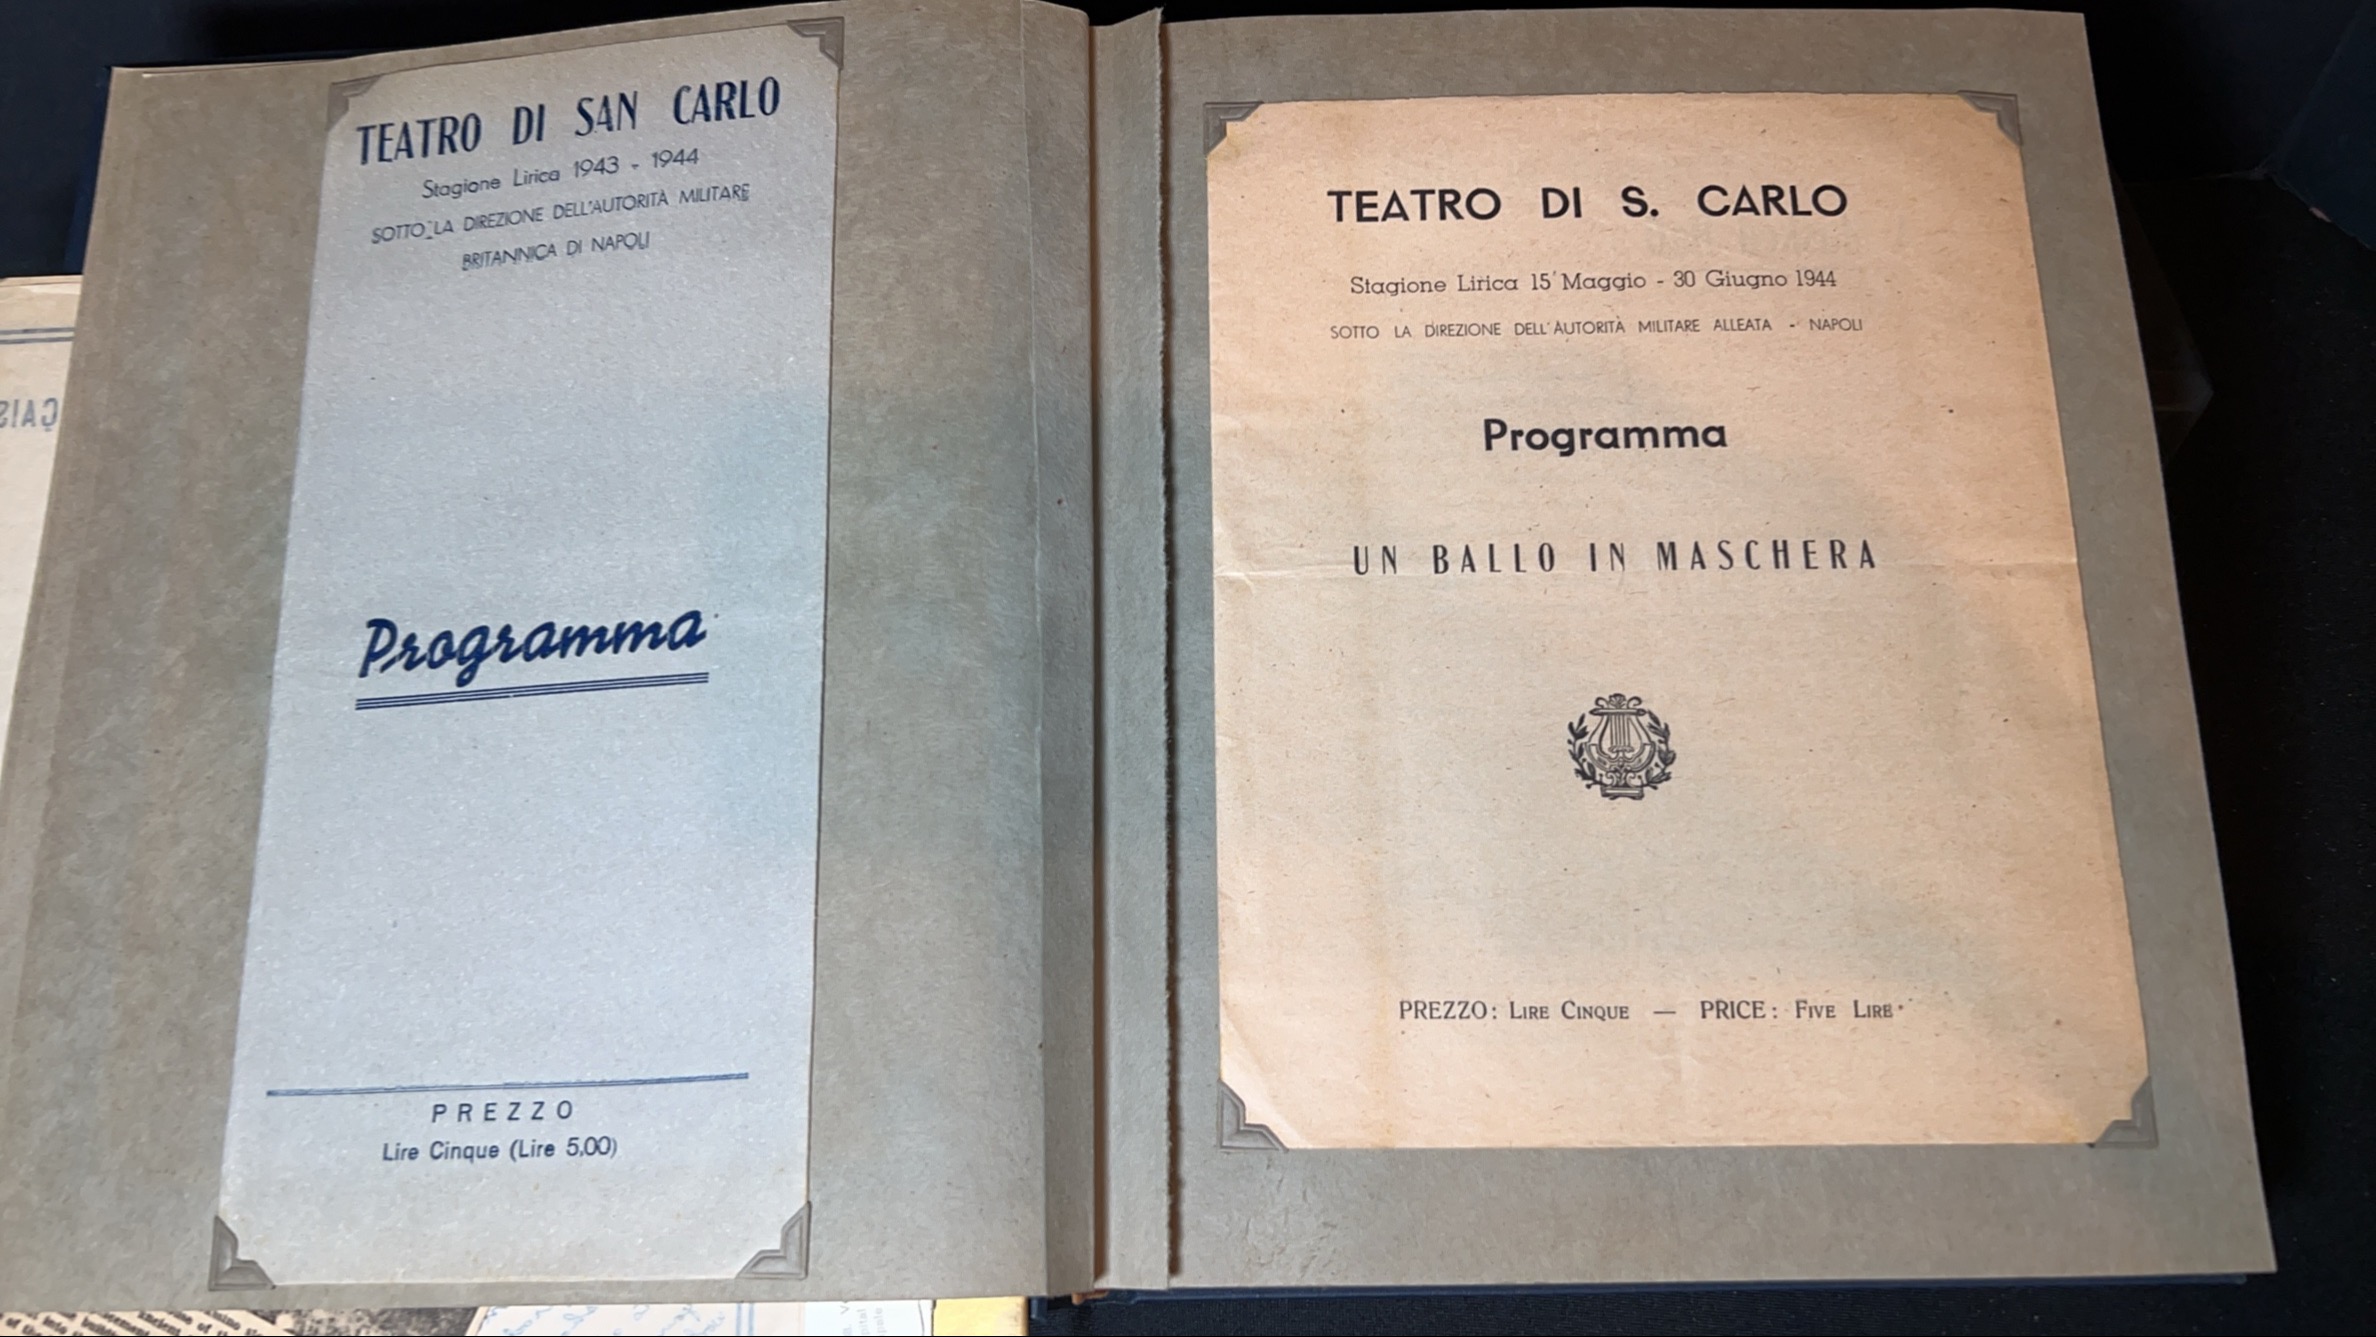 TEATRO DI SAN CARLO
Stagione Lirica 1943 - 1944
SOTTO LA DIREZIONE DELL'AUTORITÀ MILITARE
BRITANNICA DI NAPOLI
Programma
PREZZO
Lire Cinque (Lire 5,00)
TEATRO DI S. CARLO
Stagione Lirica 15 Maggio - 30 Giugno 1944
SOTTO LA DIREZIONE DELL'AUTORITÀ MILITARE ALLEATA - NAPOLI
Programma
UN BALLO IN MASCHERA
PREZZO: LIRE CINQUE — PRICE: FIVE LIRE